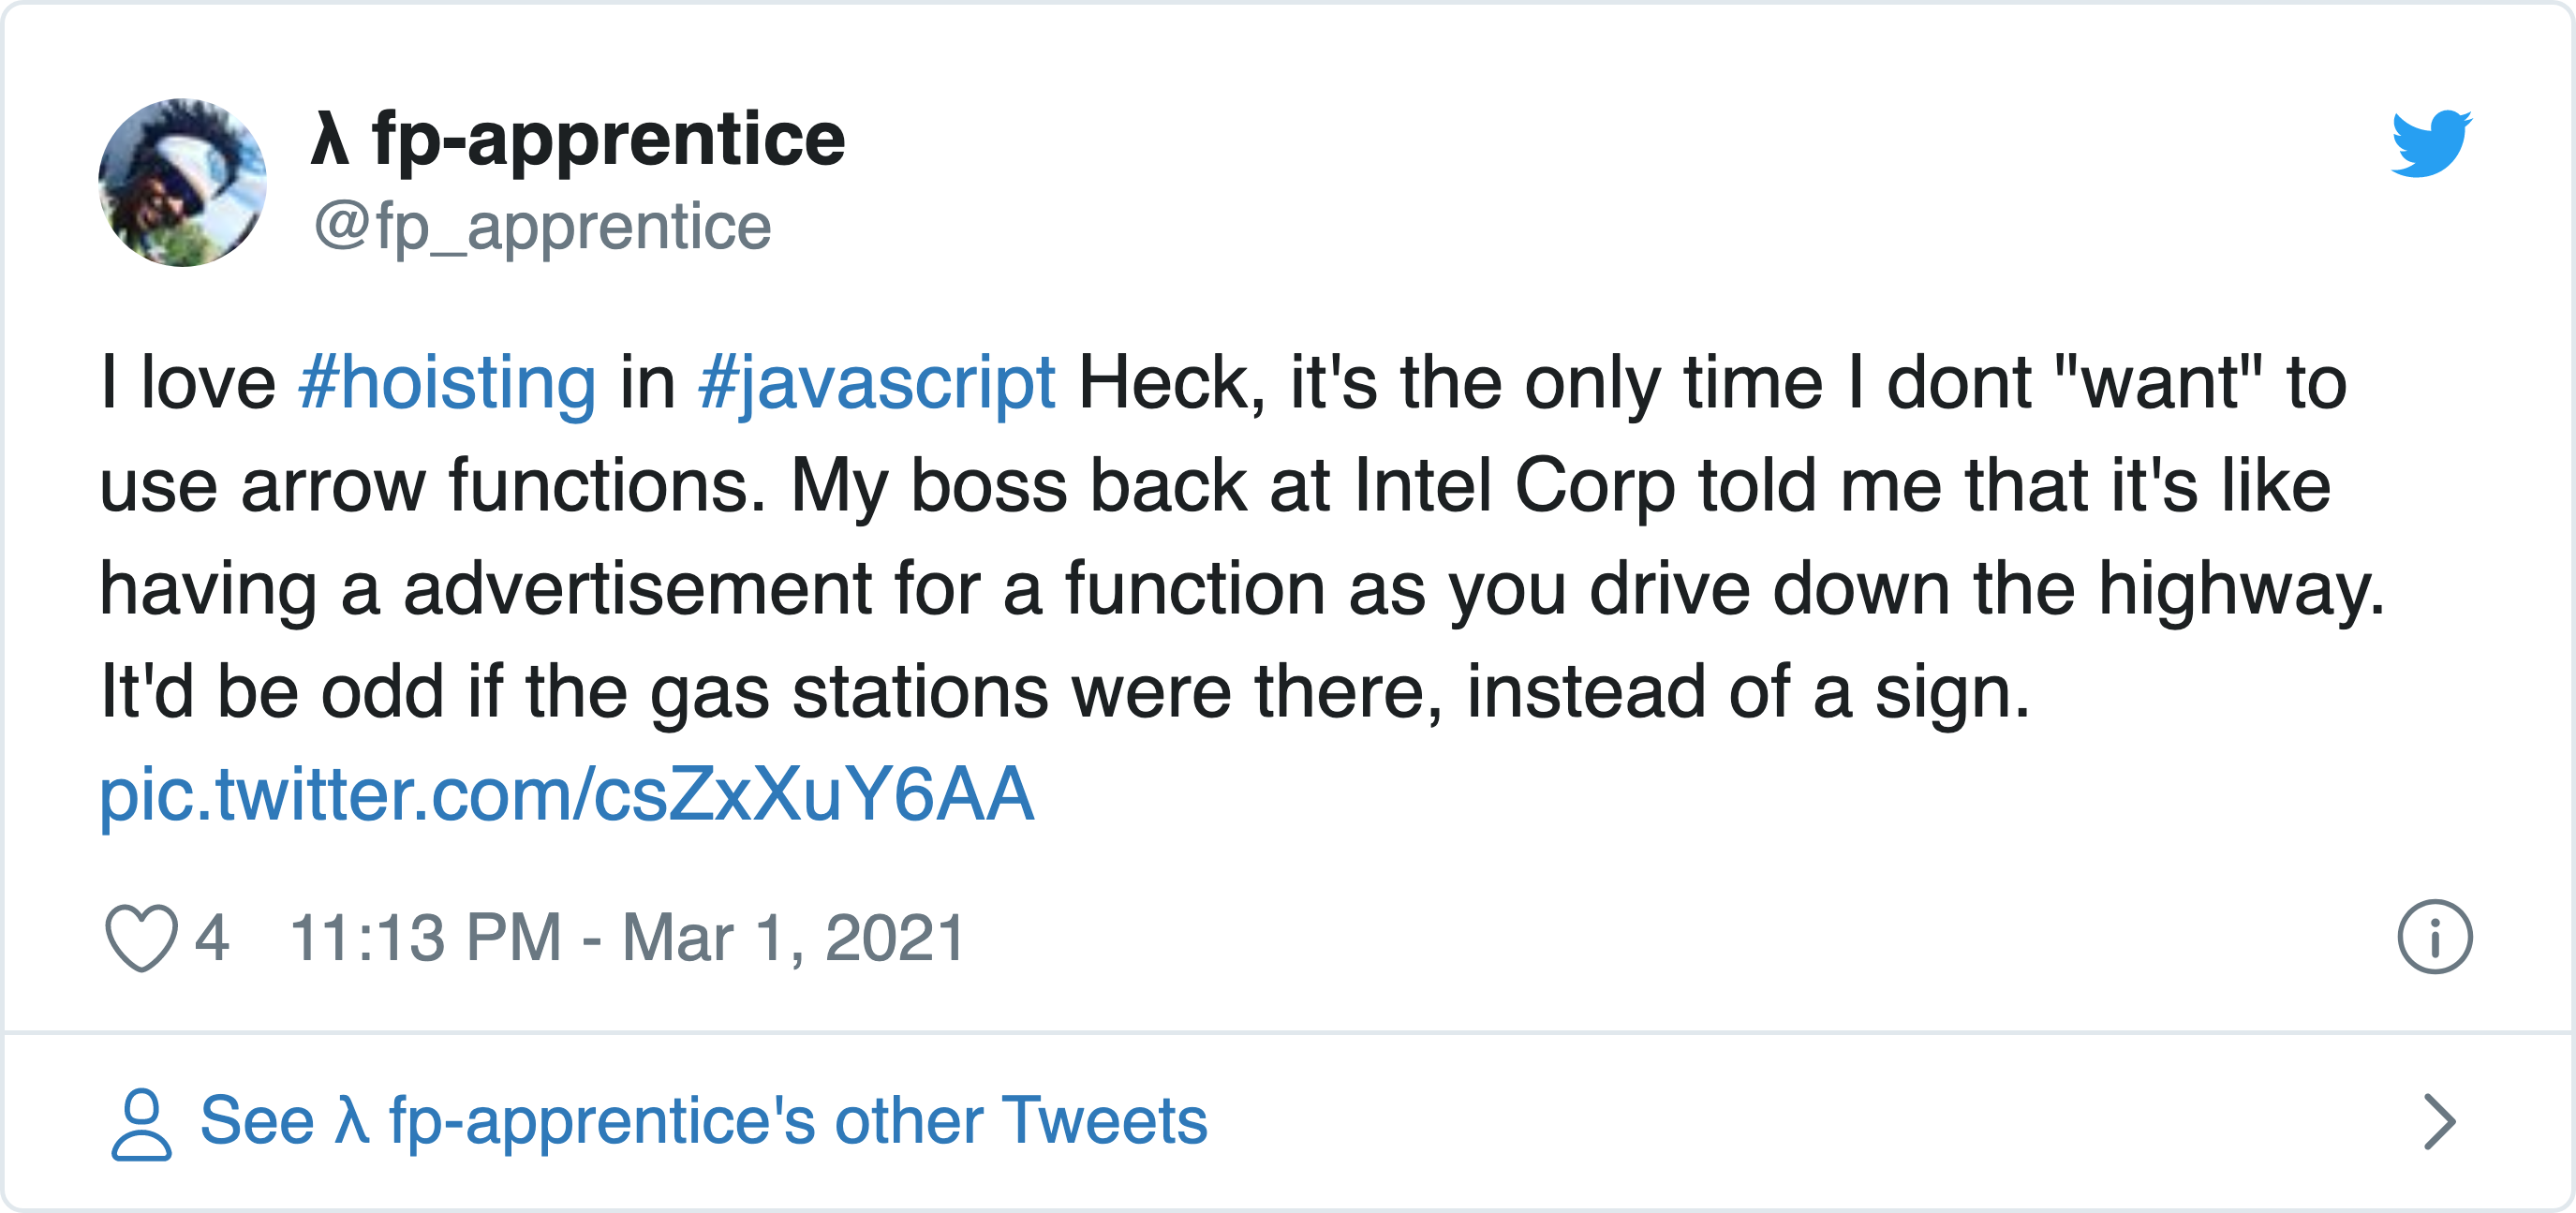 λ fp-apprentice
@fp_apprentice
I love #hoisting in #javascript Heck, it's the only time I dont "want" to
use arrow functions. My boss back at Intel Corp told me that it's like
having a advertisement for a function as you drive down the highway.
It'd be odd if the gas stations were there, instead of a sign.
pic.twitter.com/csZxXuY6AA
4 11:13 PM - Mar 1, 2021
See λ fp-apprentice's other Tweets